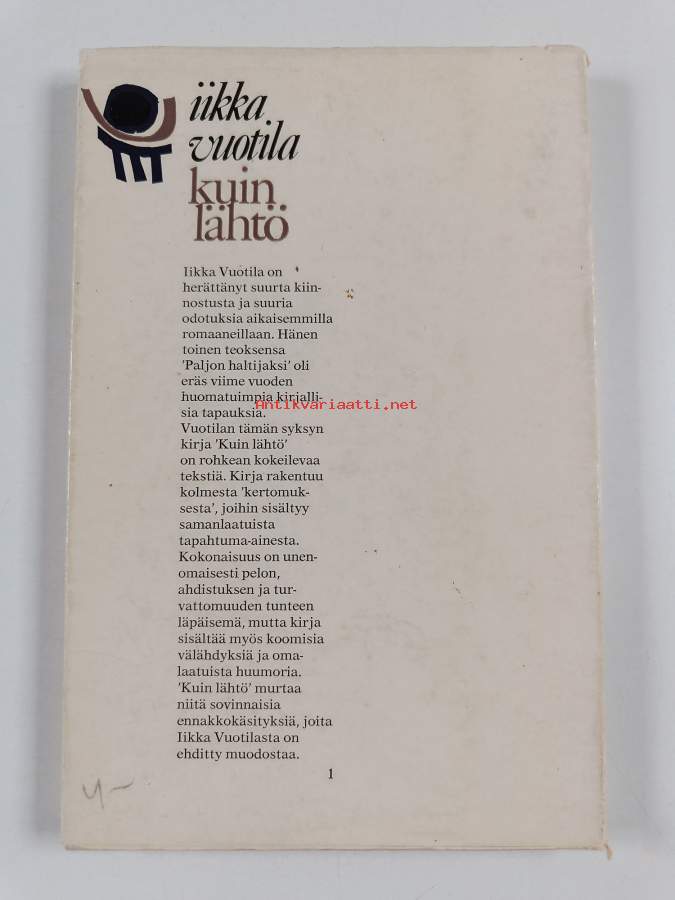 iikka
vuotila
kuin
lähtö
Iikka Vuotila on
herättänyt suurta kiin-
nostusta ja suuria
odotuksia aikaisemmilla
romaaneillaan. Hänen
toinen teoksensa
'Paljon haltijaksi' oli
eräs viime vuoden
huomatuimpia kirjalli-
sia tapauksia.
Antikvariaatti.net
Vuotilan tämän syksyn
kirja 'Kuin lähtö'
on rohkean kokeilevaa
tekstiä. Kirja rakentuu
kolmesta 'kertomuk-
sesta', joihin sisältyy
samanlaatuista
tapahtuma-ainesta.
Kokonaisuus on unen-
omaisesti pelon,
ahdistuksen ja tur-
vattomuuden tunteen
läpäisemä, mutta kirja
sisältää myös koomisia
välähdyksiä ja oma-
laatuista huumoria.
'Kuin lähtö' murtaa
niitä sovinnaisia
ennakkokäsityksiä, joita
Iikka Vuotilasta on
ehditty muodostaa.
1